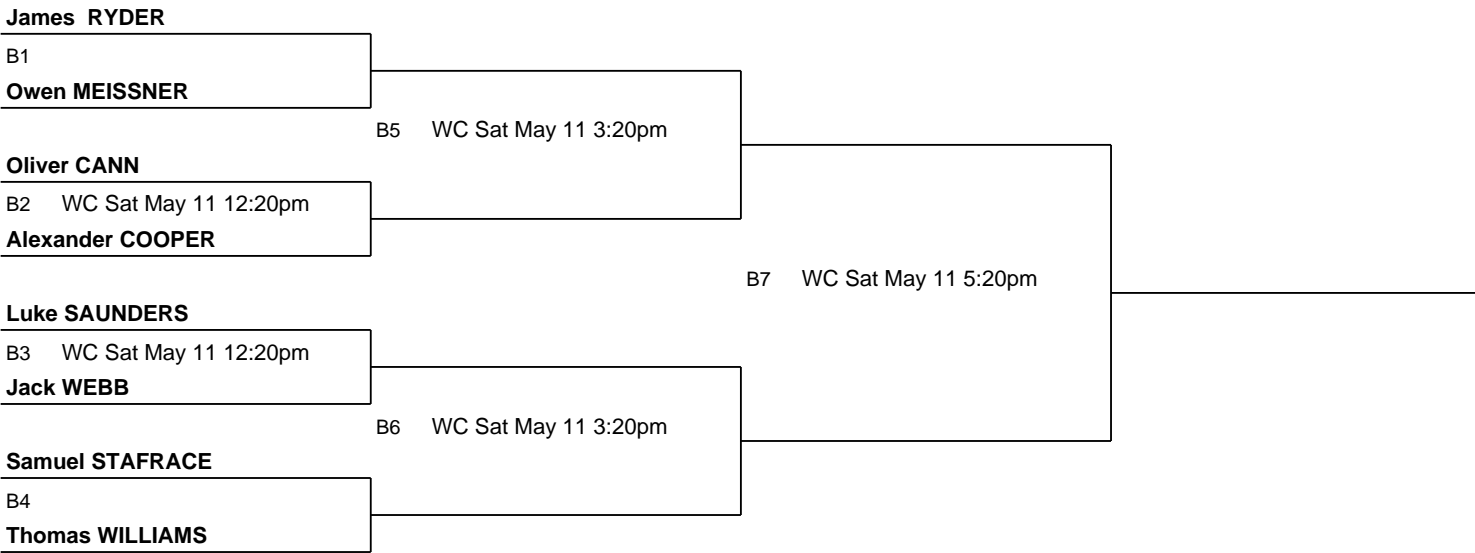 James  RYDER
B1
Owen MEISSNER
B5 WC Sat May 11 3:20pm
Oliver CANN
B2 WC Sat May 11 12:20pm
Alexander COOPER
B7 WC Sat May 11 5:20pm
Luke SAUNDERS
B3 WC Sat May 11 12:20pm
Jack WEBB
B6 WC Sat May 11 3:20pm
Samuel STAFRACE
B4
Thomas WILLIAMS